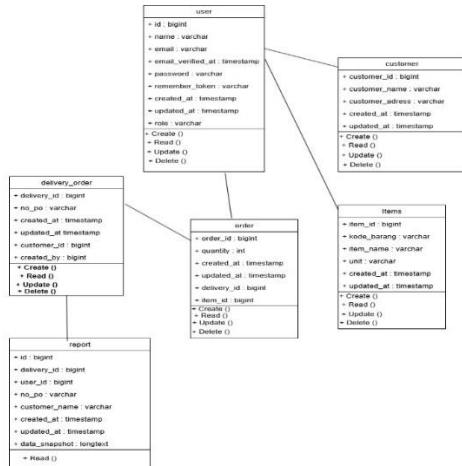 user
+ id : bigint
+ name : varchar
+ email : varchar
+ email_verified_at : timestamp
+ password : varchar
+ remember_token : varchar
+ created_at : timestamp
+ updated_at : timestamp
+ role : varchar
+ Create ()
+ Read ()
+ Update ()
+ Delete ()
customer
+ customer_id : bigint
+ customer_name : varchar
+ customer_adress : varchar
+ created_at : timestamp
+ updated_at : timestamp
+ Create ()
+ Read ()
+ Update ()
+ Delete ()
delivery_order
+ delivery_id : bigint
+ no_po : varchar
+ created_at : timestamp
+ updated_at timestamp
+ customer_id : bigint
+ created_by : bigint
+ Create ()
+ Read ()
+ Update ()
+ Delete ()
order
+ order_id : bigint
+ quantity : int
+ created_at : timestamp
+ updated_at : timestamp
+ delivery_id : bigint
+ item_id : bigint
+ Create ()
+ Read ()
+ Update ()
+ Delete ()
Items
+ item_id : bigint
+ kode_barang : varchar
+ item_name : varchar
+ unit : varchar
+ created_at : timestamp
+ updated_at : timestamp
+ Create ()
+ Read ()
+ Update ()
+ Delete ()
report
+ id : bigint
+ delivery_id : bigint
+ user_id : bigint
+ no_po : varchar
+ customer_name : varchar
+ created_at : timestamp
+ updated_at : timestamp
+ data_snapshot : longtext
+ Read ()